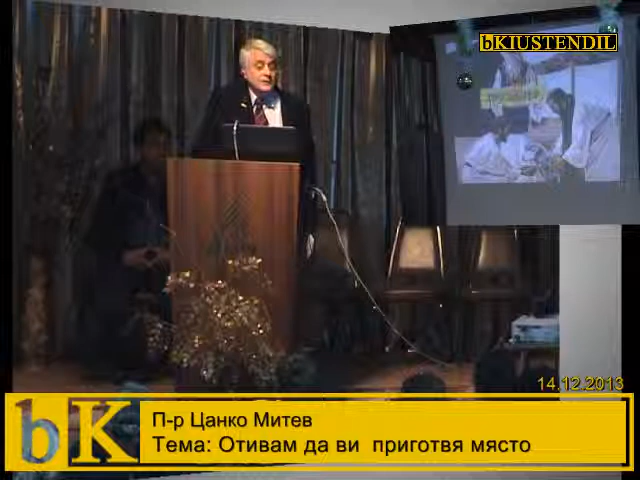 bKIUSTENDIL
14.12.2013
bK
П-р Цанко Митев
Тема: Отивам да ви приготвя място